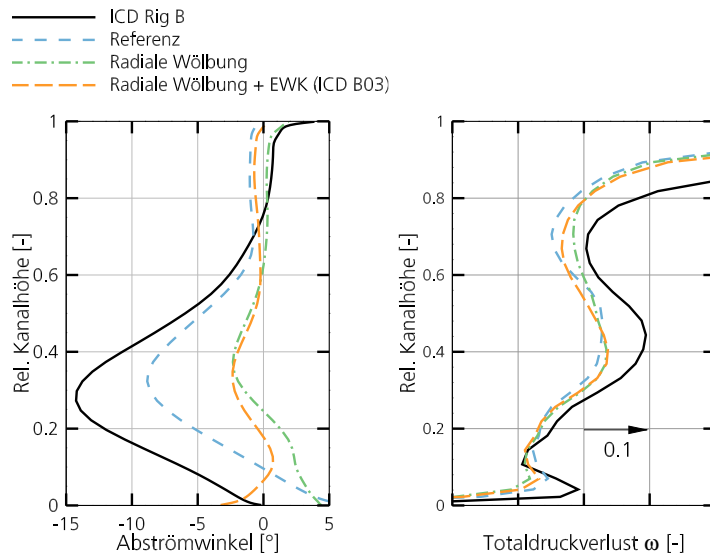 ICD Rig B
Referenz
Radiale Wölbung
Radiale Wölbung + EWK (ICD B03)
Rel. Kanalhöhe [-]
1
0.8
0.6
0.4
0.2
0
-15 -10 -5 0 5
Abströmwinkel [°]
Rel. Kanalhöhe [-]
1
0.8
0.6
0.4
0.2
0
0.1
Totaldruckverlust ω [-]